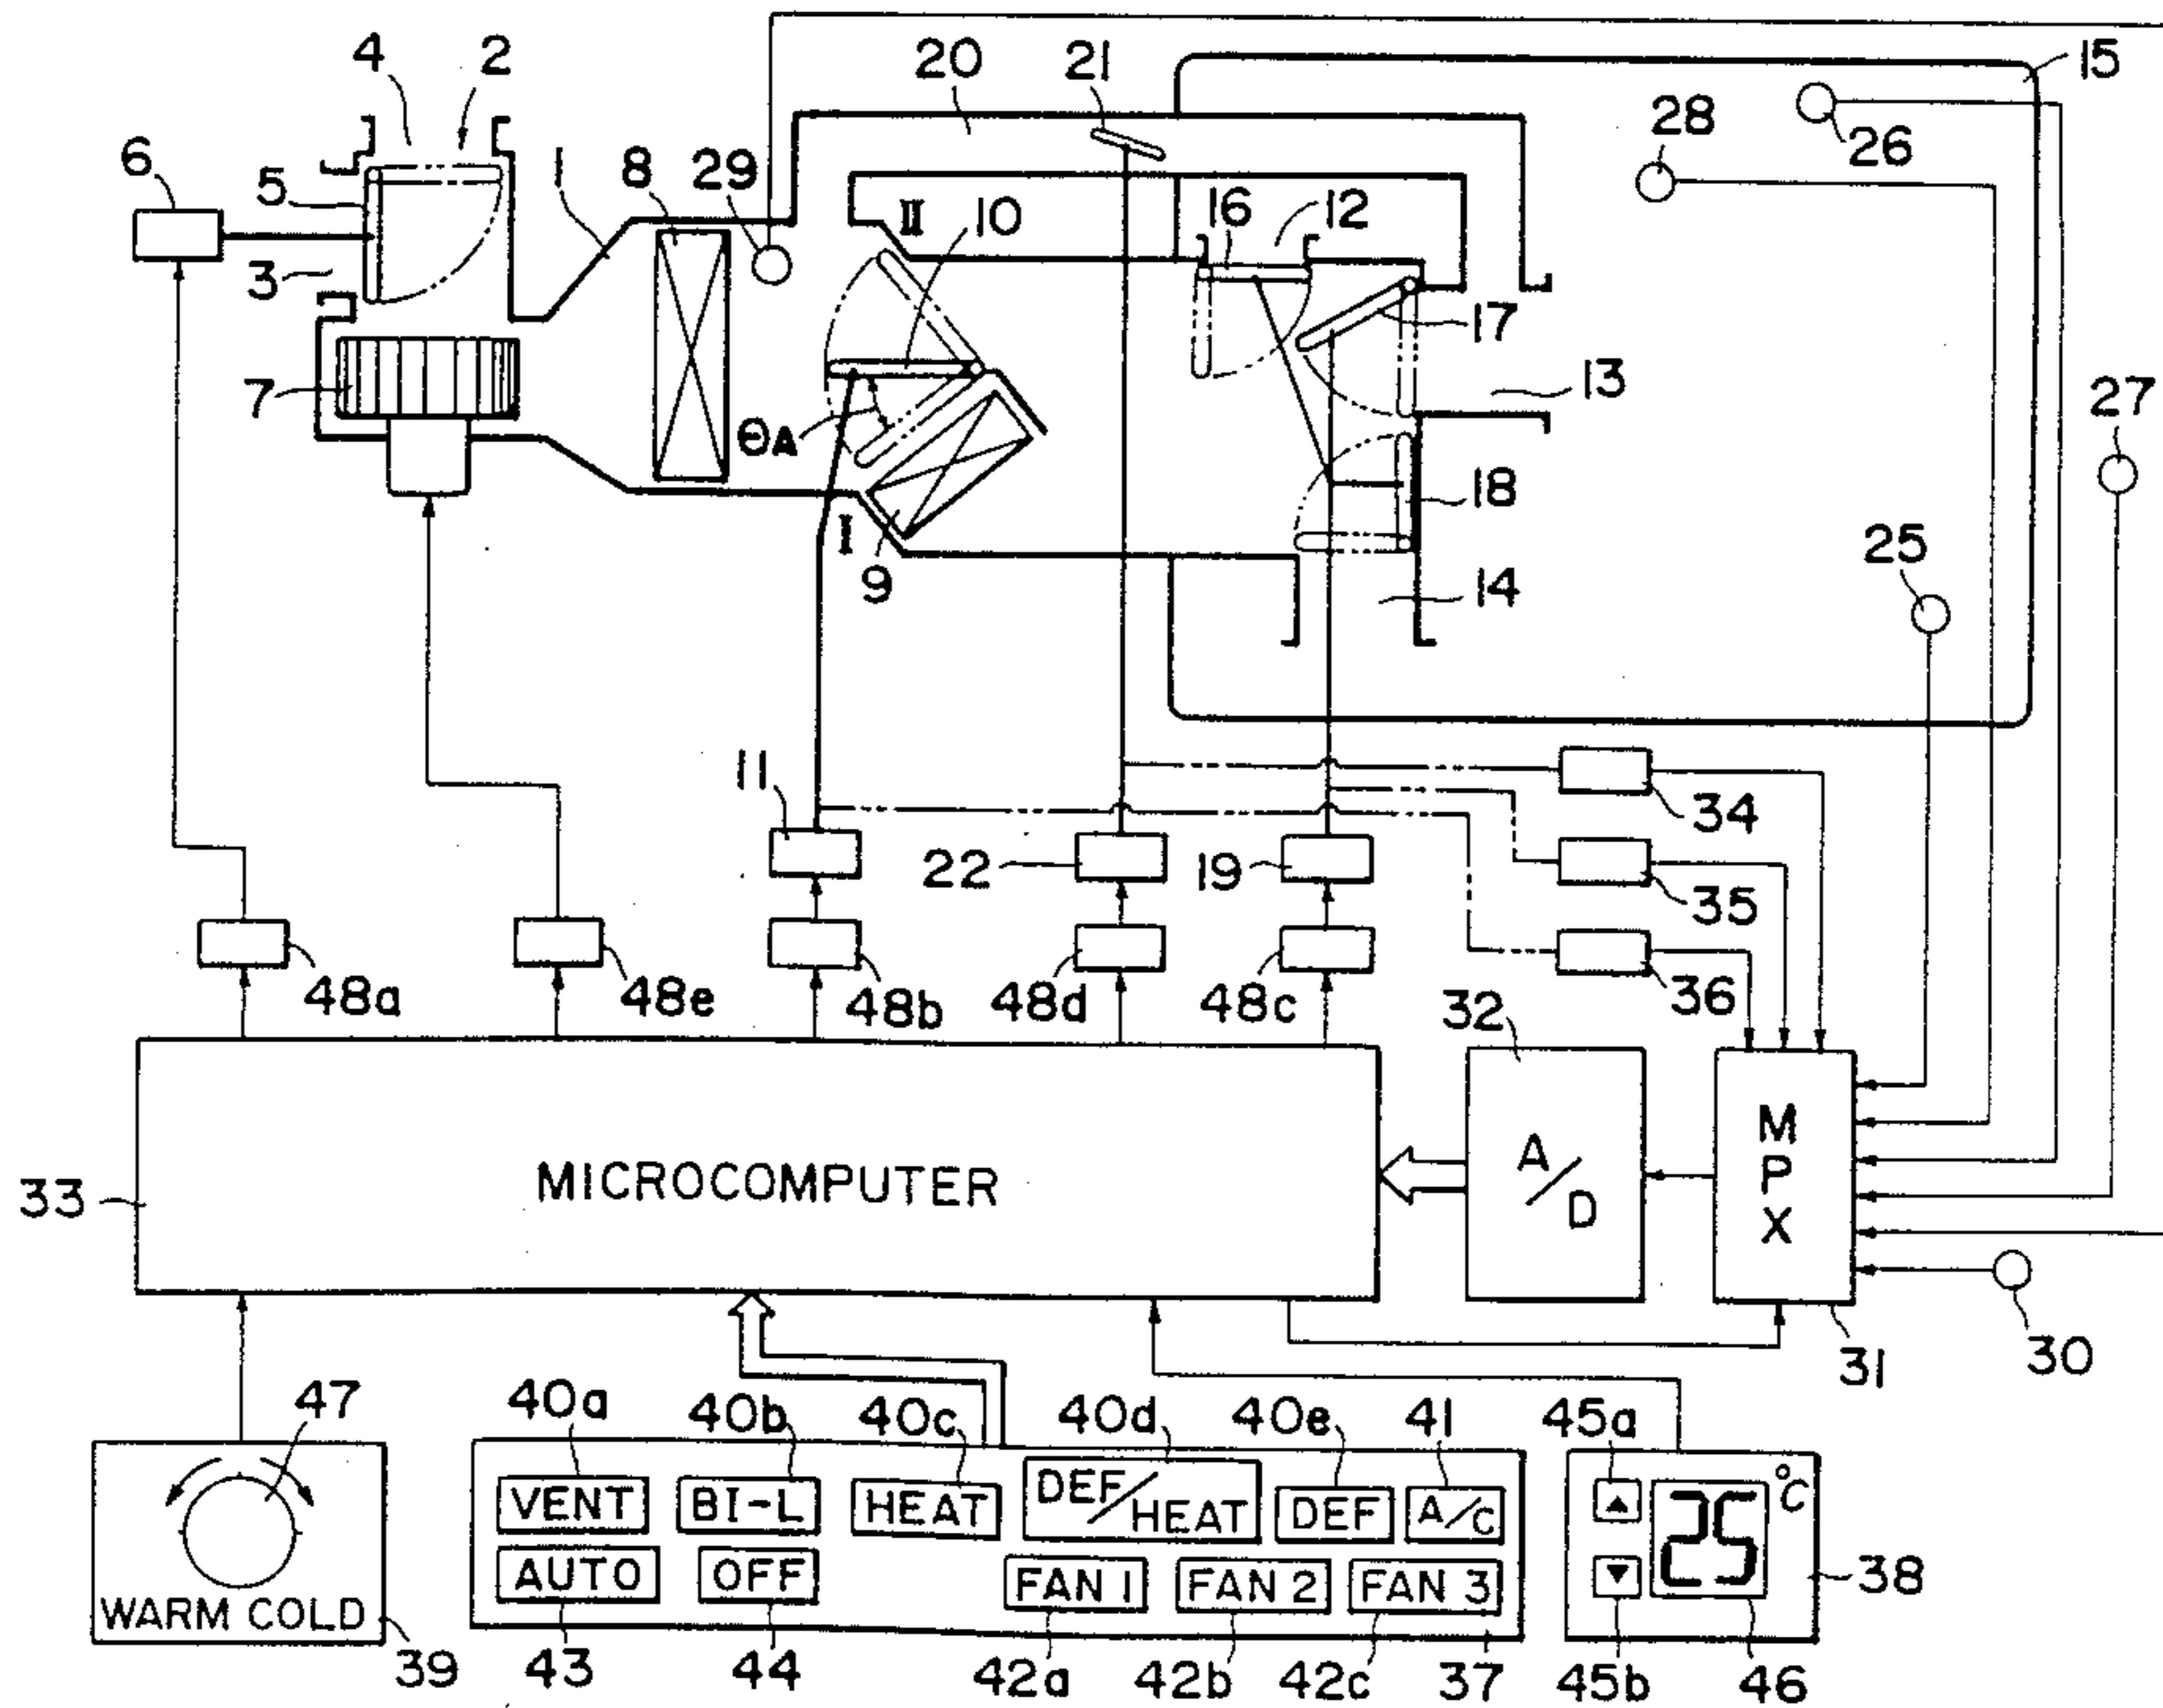 4 2 20 21 15
6 5 1 8 29 28 26
II 10 16 12
3 17
7 13 27
ΘA
I 18
9 25
14
11
34
22 19
35
48a 48e 48b 48d 48c 36
32
33 MICROCOMPUTER A/D MPX
31 30
47 40a 40b 40c 40d 40e 41 45a
VENT BI-L HEAT DEF/HEAT DEF A/C 25 °C
AUTO OFF FAN 1 FAN 2 FAN 3 38
WARM COLD
39 43 44 42a 42b 42c 37 45b 46